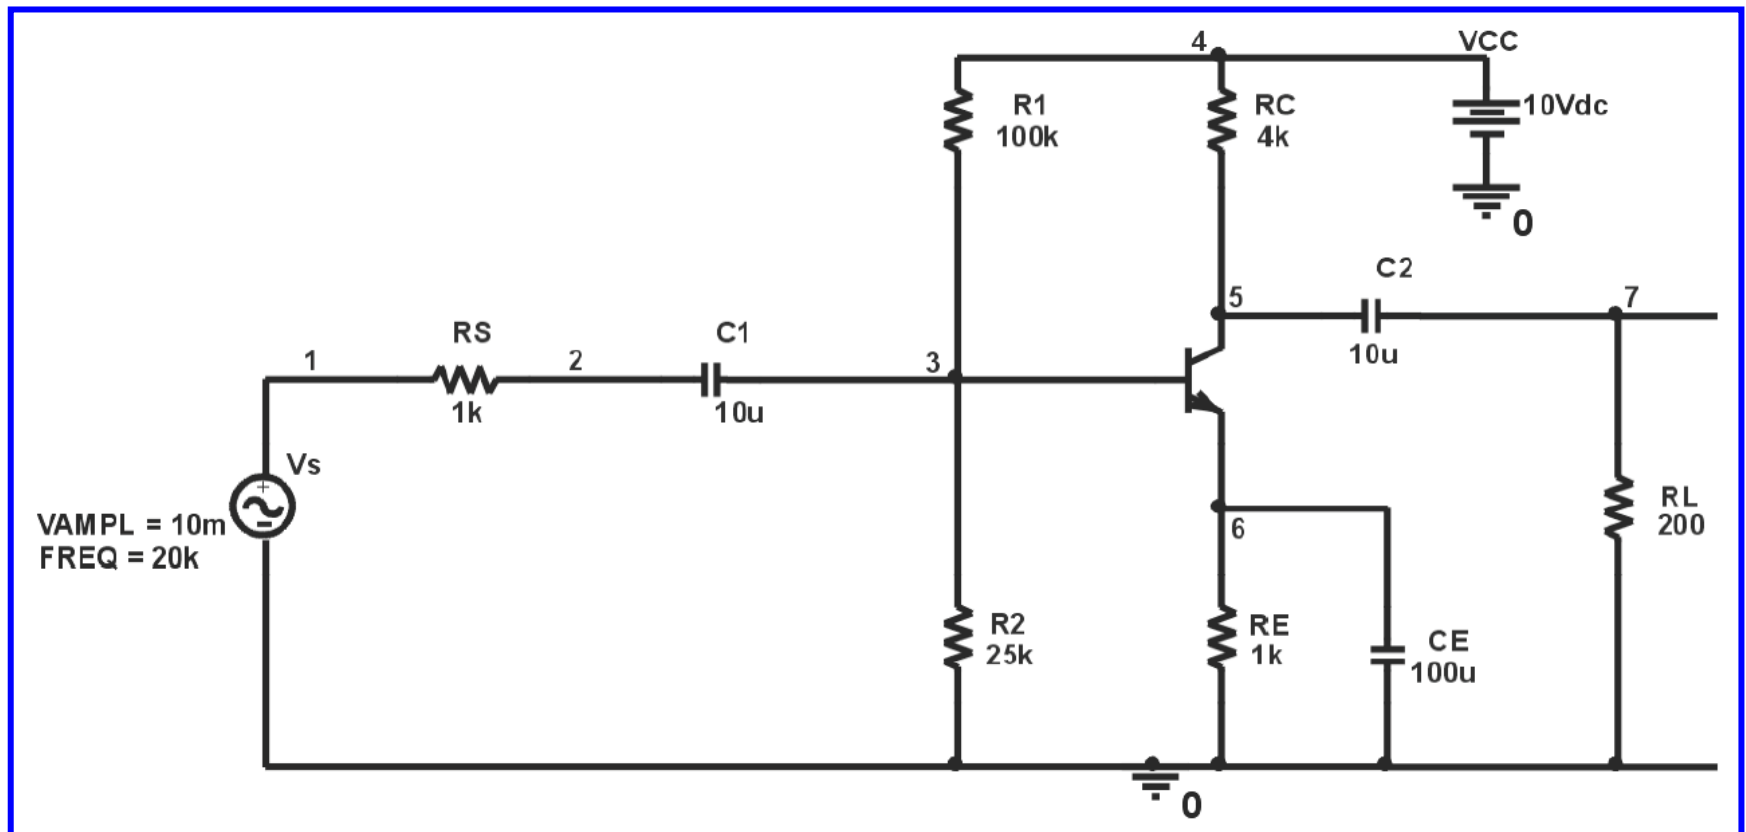 4
VCC
R1
100k
RC
4k
10Vdc
0
C2
5
7
10u
RS
C1
1
2
3
1k
10u
Vs
VAMPL = 10m
FREQ = 20k
RL
200
6
R2
25k
RE
1k
CE
100u
0